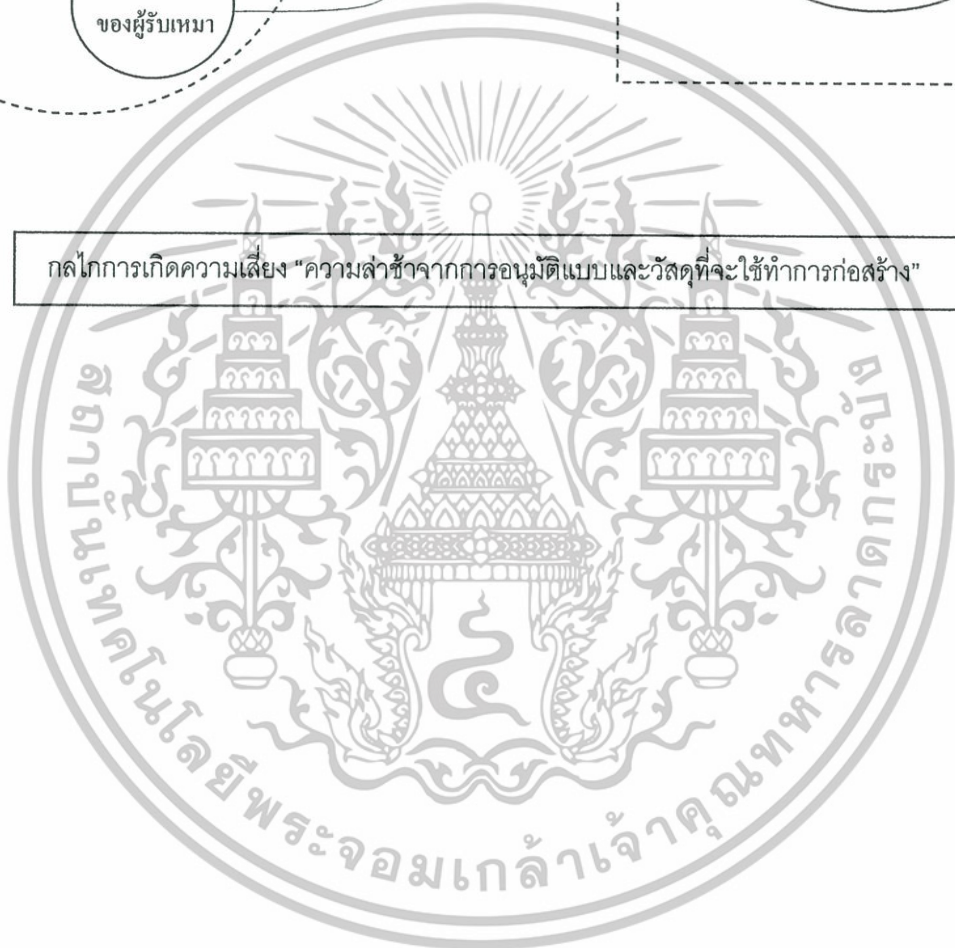 ของผู้รับเหมา
กลไกการเกิดความเสี่ยง “ความล่าช้าจากการอนุมัติแบบและวัสดุที่จะใช้ทำการก่อสร้าง”
สถาบันเทคโนโลยีพระจอมเกล้าเจ้าคุณทหารลาดกระบัง